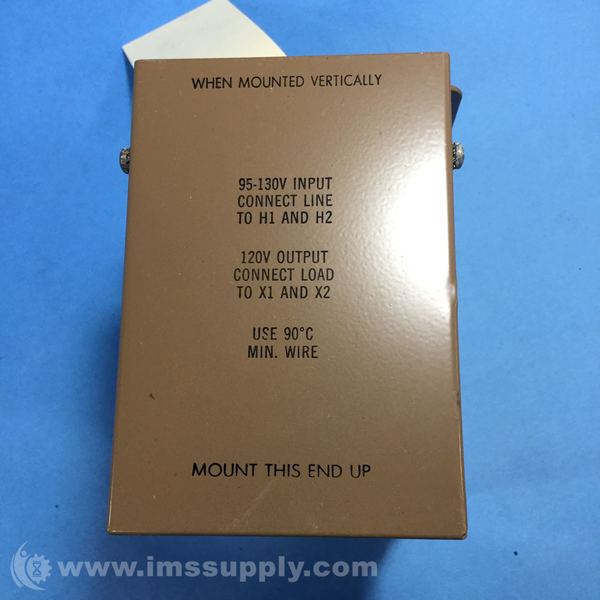 WHEN MOUNTED VERTICALLY
95-130V INPUT
CONNECT LINE
TO H1 AND H2
120V OUTPUT
CONNECT LOAD
TO X1 AND X2
USE 90°C
MIN. WIRE
MOUNT THIS END UP
www.imssupply.com